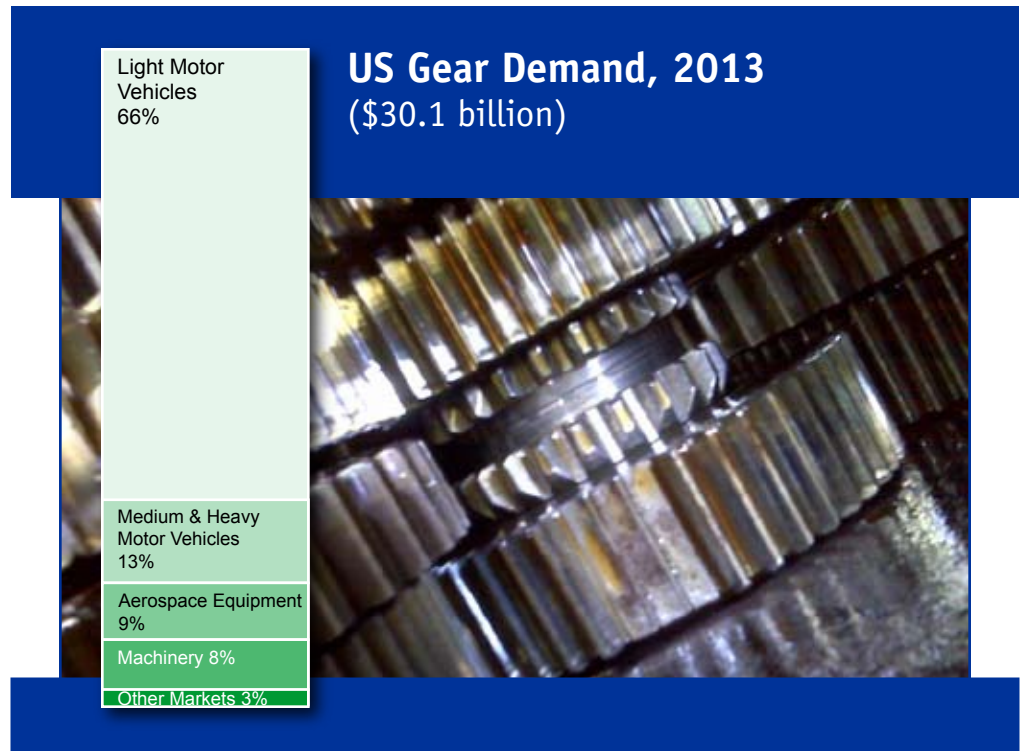 US Gear Demand, 2013
($30.1 billion)
Light Motor
Vehicles
66%
Medium & Heavy
Motor Vehicles
13%
Aerospace Equipment
9%
Machinery 8%
Other Markets 3%